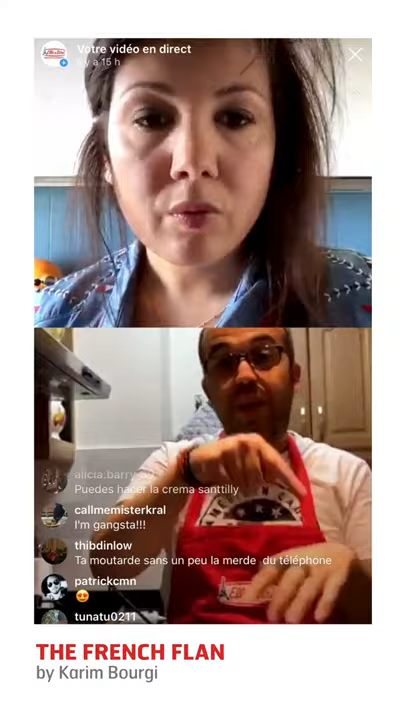 Votre vidéo en direct
Il y a 15 h
alicia.barry
Puedes hacer la crema santtilly
callmemisterkral
I'm gangsta!!!
thibdinlow
Ta moutarde sans un peu la merde du téléphone
patrickcmn
😍
tunatu0211
THE FRENCH FLAN
by Karim Bourgi